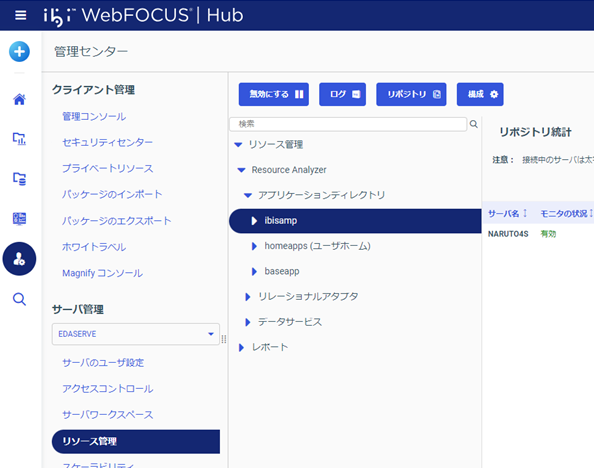 ibi™ WebFOCUS® | Hub
管理センター
クライアント管理
管理コンソール
セキュリティセンター
プライベートリソース
パッケージのインポート
パッケージのエクスポート
ホワイトラベル
Magnify コンソール
サーバ管理
EDASERVE
サーバのユーザ設定
アクセスコントロール
サーバワークスペース
リソース管理
スケーラビリティ
無効にする
ログ
リポジトリ
構成
検索
リソース管理
Resource Analyzer
アプリケーションディレクトリ
ibisamp
homeapps (ユーザホーム)
baseapp
リレーショナルアダプタ
データサービス
レポート
リポジトリ統計
注意： 接続中のサーバは太
サーバ名 モニタの状況
NARUTO4S 有効